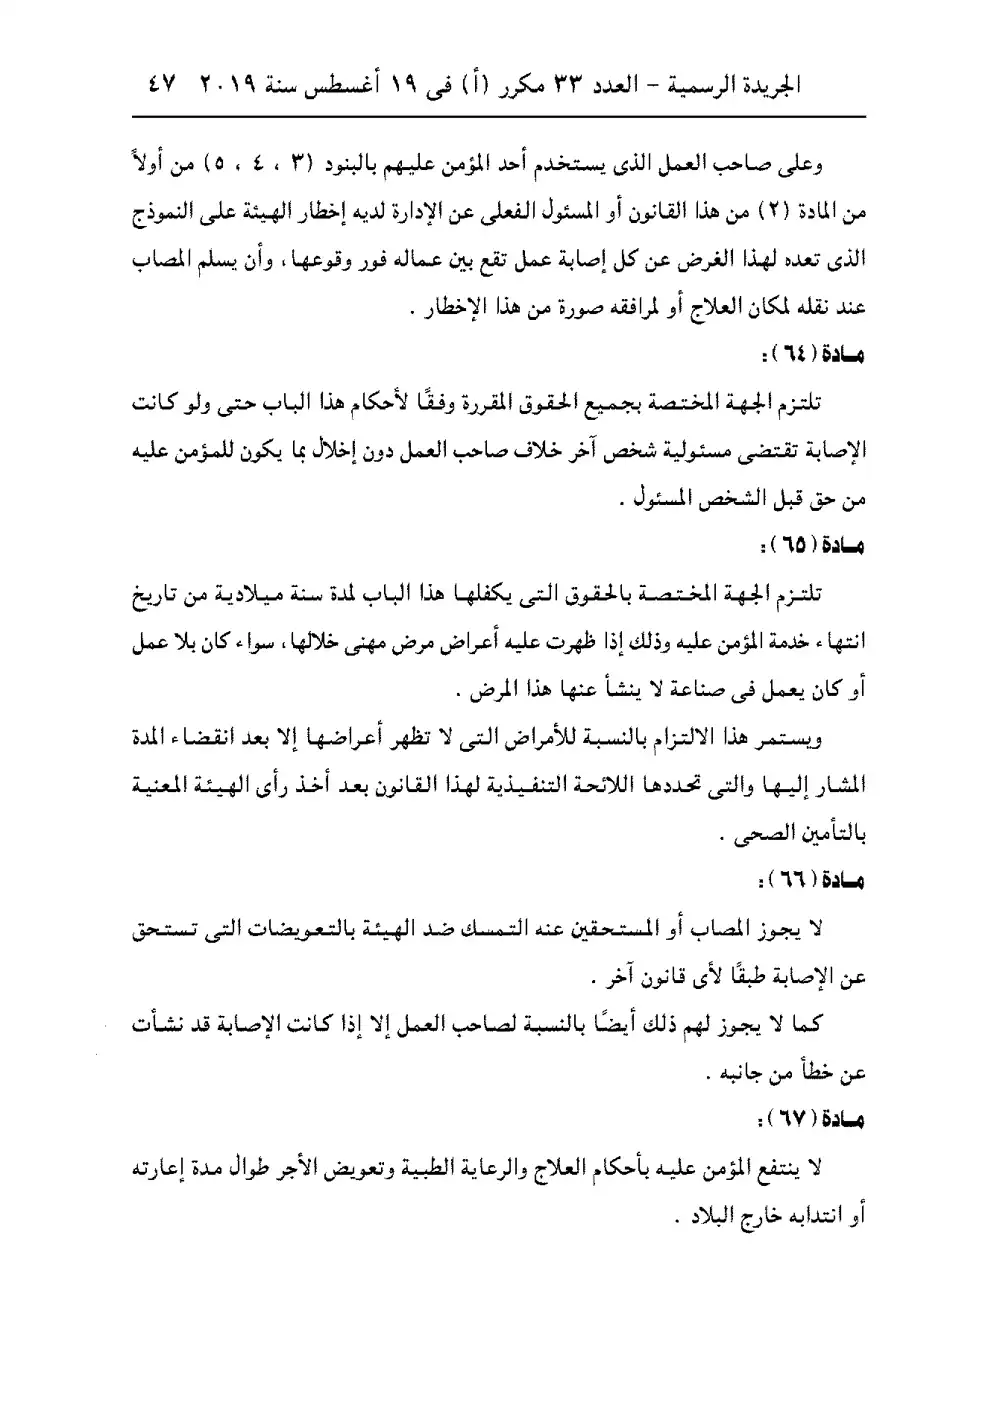 الجريدة الرسمية – العدد ٣٣ مكرر (أ) فى ١٩ أغسطس سنة ٢٠١٩ ٤٧
وعلى صاحب العمل الذى يستخدم أحد المؤمن عليهم بالبنود (٣ ، ٤ ، ٥) من أولاً
من المادة (٢) من هذا القانون أو المسئول الفعلى عن الإدارة لديه إخطار الهيئة على النموذج
الذى تعده لهذا الغرض عن كل إصابة عمل تقع بين عماله فور وقوعها، وأن يسلم المصاب
عند نقله لمكان العلاج أو لمرافقه صورة من هذا الإخطار .
مـادة (٦٤):
تلتزم الجهة المختصة بجميع الحقوق المقررة وفقًا لأحكام هذا الباب حتى ولو كانت
الإصابة تقتضى مسئولية شخص آخر خلاف صاحب العمل دون إخلال بما يكون للمؤمن عليه
من حق قبل الشخص المسئول .
مـادة (٦٥):
تلتزم الجهة المختصة بالحقوق التى يكفلها هذا الباب لمدة سنة ميلادية من تاريخ
انتهاء خدمة المؤمن عليه وذلك إذا ظهرت عليه أعراض مرض مهنى خلالها، سواء كان بلا عمل
أو كان يعمل فى صناعة لا ينشأ عنها هذا المرض .
ويستمر هذا الالتزام بالنسبة للأمراض التى لا تظهر أعراضها إلا بعد انقضاء المدة
المشار إليها والتى تحددها اللائحة التنفيذية لهذا القانون بعد أخذ رأى الهيئة المعنية
بالتأمين الصحى .
مـادة (٦٦):
لا يجوز المصاب أو المستحقين عنه التمسك ضد الهيئة بالتعويضات التى تستحق
عن الإصابة طبقًا لأى قانون آخر .
كما لا يجوز لهم ذلك أيضًا بالنسبة لصاحب العمل إلا إذا كانت الإصابة قد نشأت
عن خطأ من جانبه .
مـادة (٦٧):
لا ينتفع المؤمن عليه بأحكام العلاج والرعاية الطبية وتعويض الأجر طوال مدة إعارته
أو انتدابه خارج البلاد .